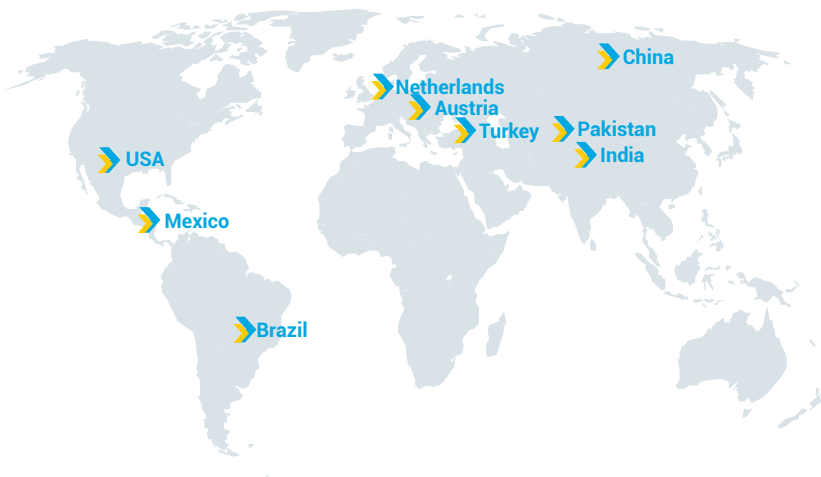 China
Netherlands
Austria
Turkey
Pakistan
India
USA
Mexico
Brazil